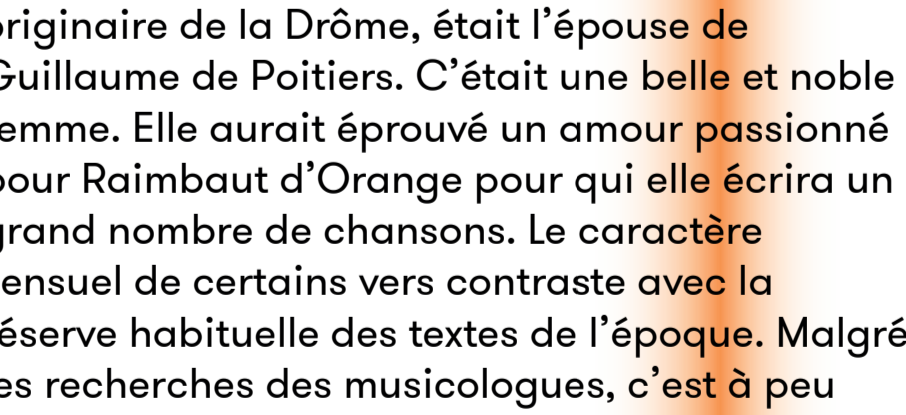 originaire de la Drôme, était l’épouse de
Guillaume de Poitiers. C’était une belle et noble
femme. Elle aurait éprouvé un amour passionné
pour Raimbaut d’Orange pour qui elle écrira un
grand nombre de chansons. Le caractère
sensuel de certains vers contraste avec la
réserve habituelle des textes de l’époque. Malgré
les recherches des musicologues, c’est à peu